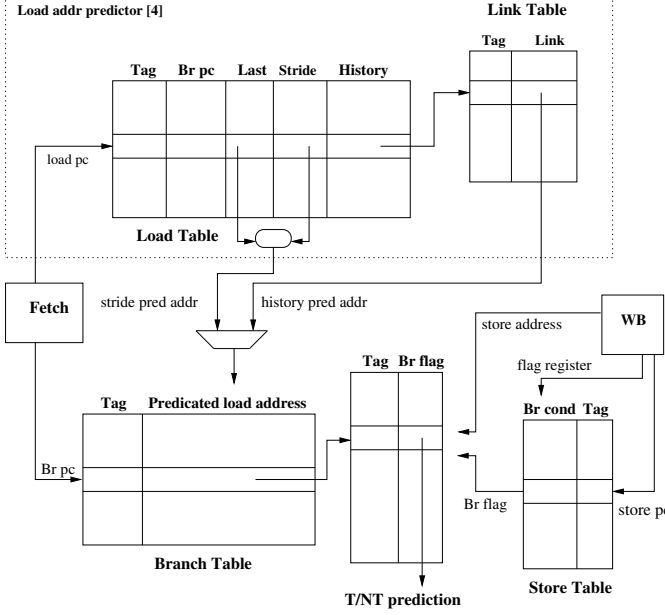 Load addr predictor [4]
Link Table
Tag Br pc Last Stride History
Tag Link
load pc
Load Table
Fetch
stride pred addr
history pred addr
store address
WB
flag register
Tag Br flag
Tag Predicated load address
Br cond Tag
Br pc
Br flag
store
Branch Table
Store Table
T/NT prediction